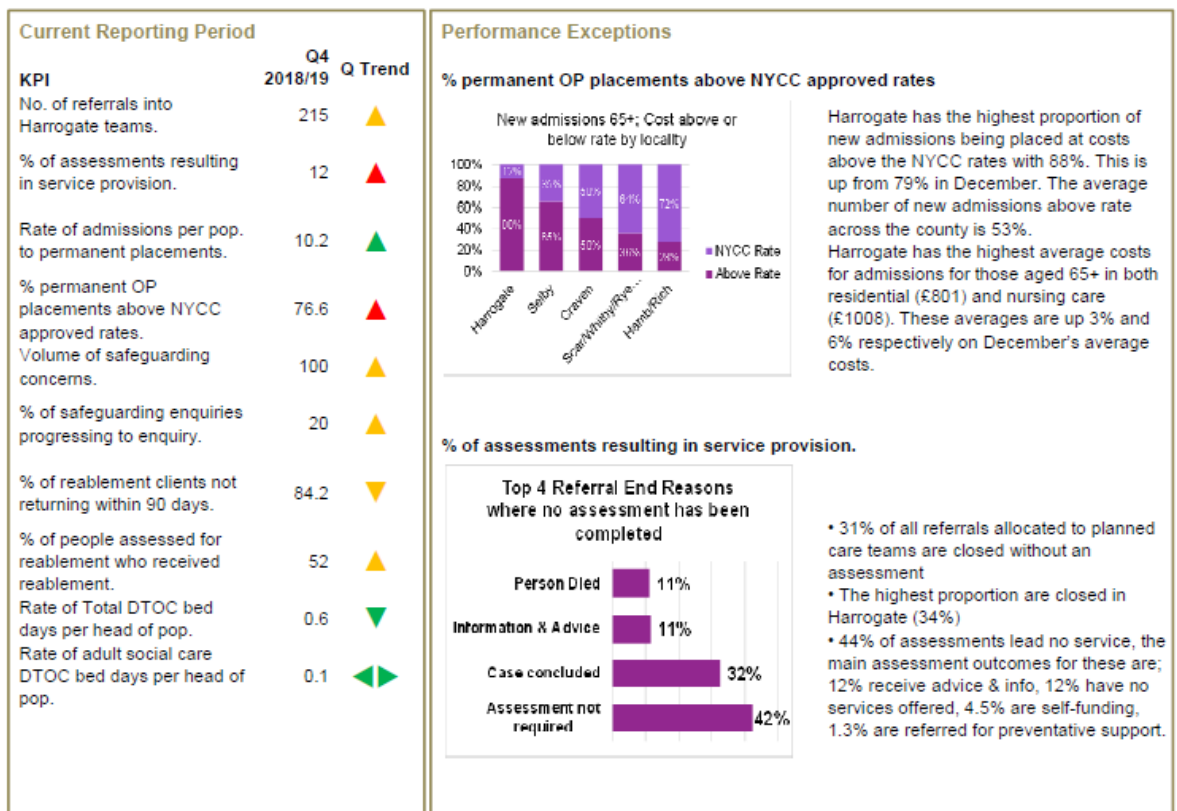 Current Reporting Period
KPI
Q4
2018/19
Q Trend
No. of referrals into
Harrogate teams.
215
% of assessments resulting
in service provision.
12
Rate of admissions per pop.
to permanent placements.
10.2
% permanent OP
placements above NYCC
approved rates.
76.6
Volume of safeguarding
concerns.
100
% of safeguarding enquiries
progressing to enquiry.
20
% of reablement clients not
returning within 90 days.
84.2
% of people assessed for
reablement who received
reablement.
52
Rate of Total DTOC bed
days per head of pop.
0.6
Rate of adult social care
DTOC bed days per head of
pop.
0.1
Performance Exceptions
% permanent OP placements above NYCC approved rates
New admissions 65+; Cost above or
below rate by locality
100%
80%
60%
40%
20%
0%
88%
65%
35%
50%
50%
36%
64%
28%
72%
Harrogate
Selby
Craven
Scar/Whitby/Rye...
Hamb/Rich
NYCC Rate
Above Rate
Harrogate has the highest proportion of
new admissions being placed at costs
above the NYCC rates with 88%. This is
up from 79% in December. The average
number of new admissions above rate
across the county is 53%.
Harrogate has the highest average costs
for admissions for those aged 65+ in both
residential (£801) and nursing care
(£1008). These averages are up 3% and
6% respectively on December's average
costs.
% of assessments resulting in service provision.
Top 4 Referral End Reasons
where no assessment has been
completed
Person Died
11%
Information & Advice
11%
Case concluded
32%
Assessment not
required
42%
• 31% of all referrals allocated to planned
care teams are closed without an
assessment
• The highest proportion are closed in
Harrogate (34%)
• 44% of assessments lead no service, the
main assessment outcomes for these are;
12% receive advice & info, 12% have no
services offered, 4.5% are self-funding,
1.3% are referred for preventative support.